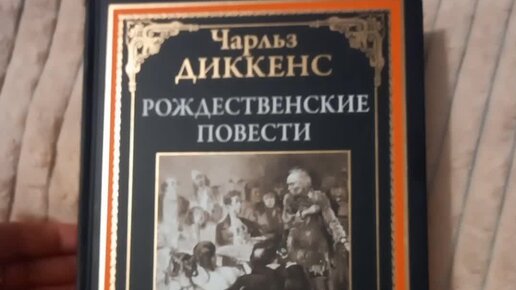 Чарльз
ДИККЕНС
РОЖДЕСТВЕНСКИЕ
ПОВЕСТИ